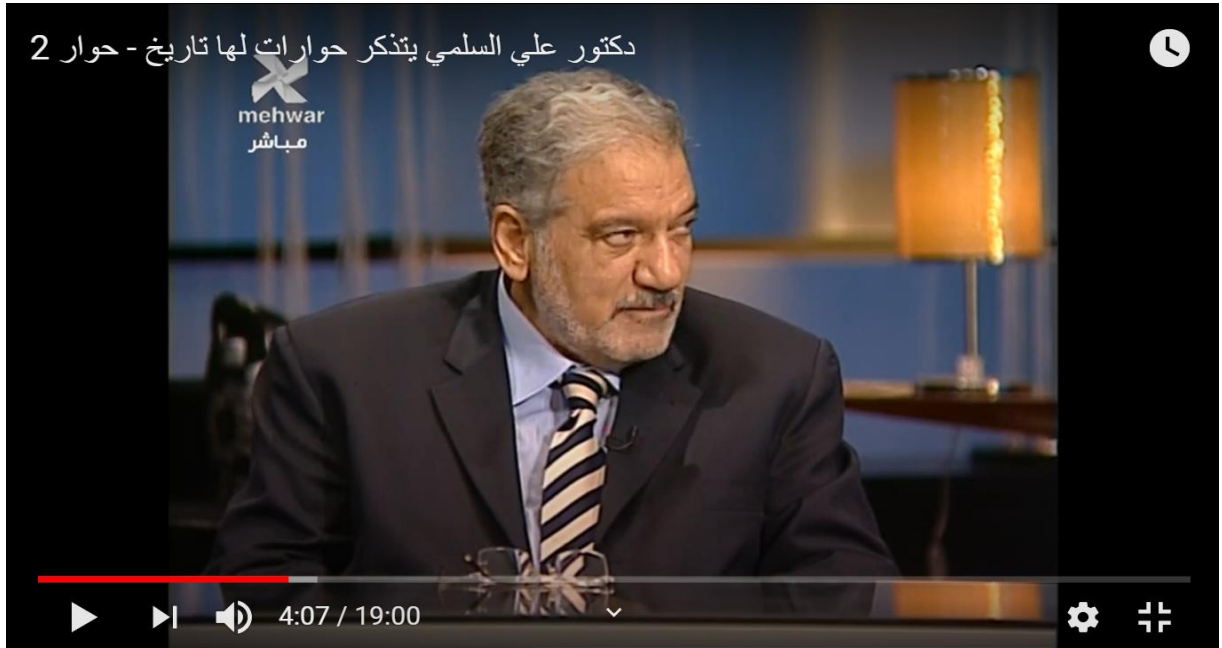 دكتور علي السلمي يتذكر حوارات لها تاريخ - حوار 2
mehwar
مباشر
4:07 / 19:00